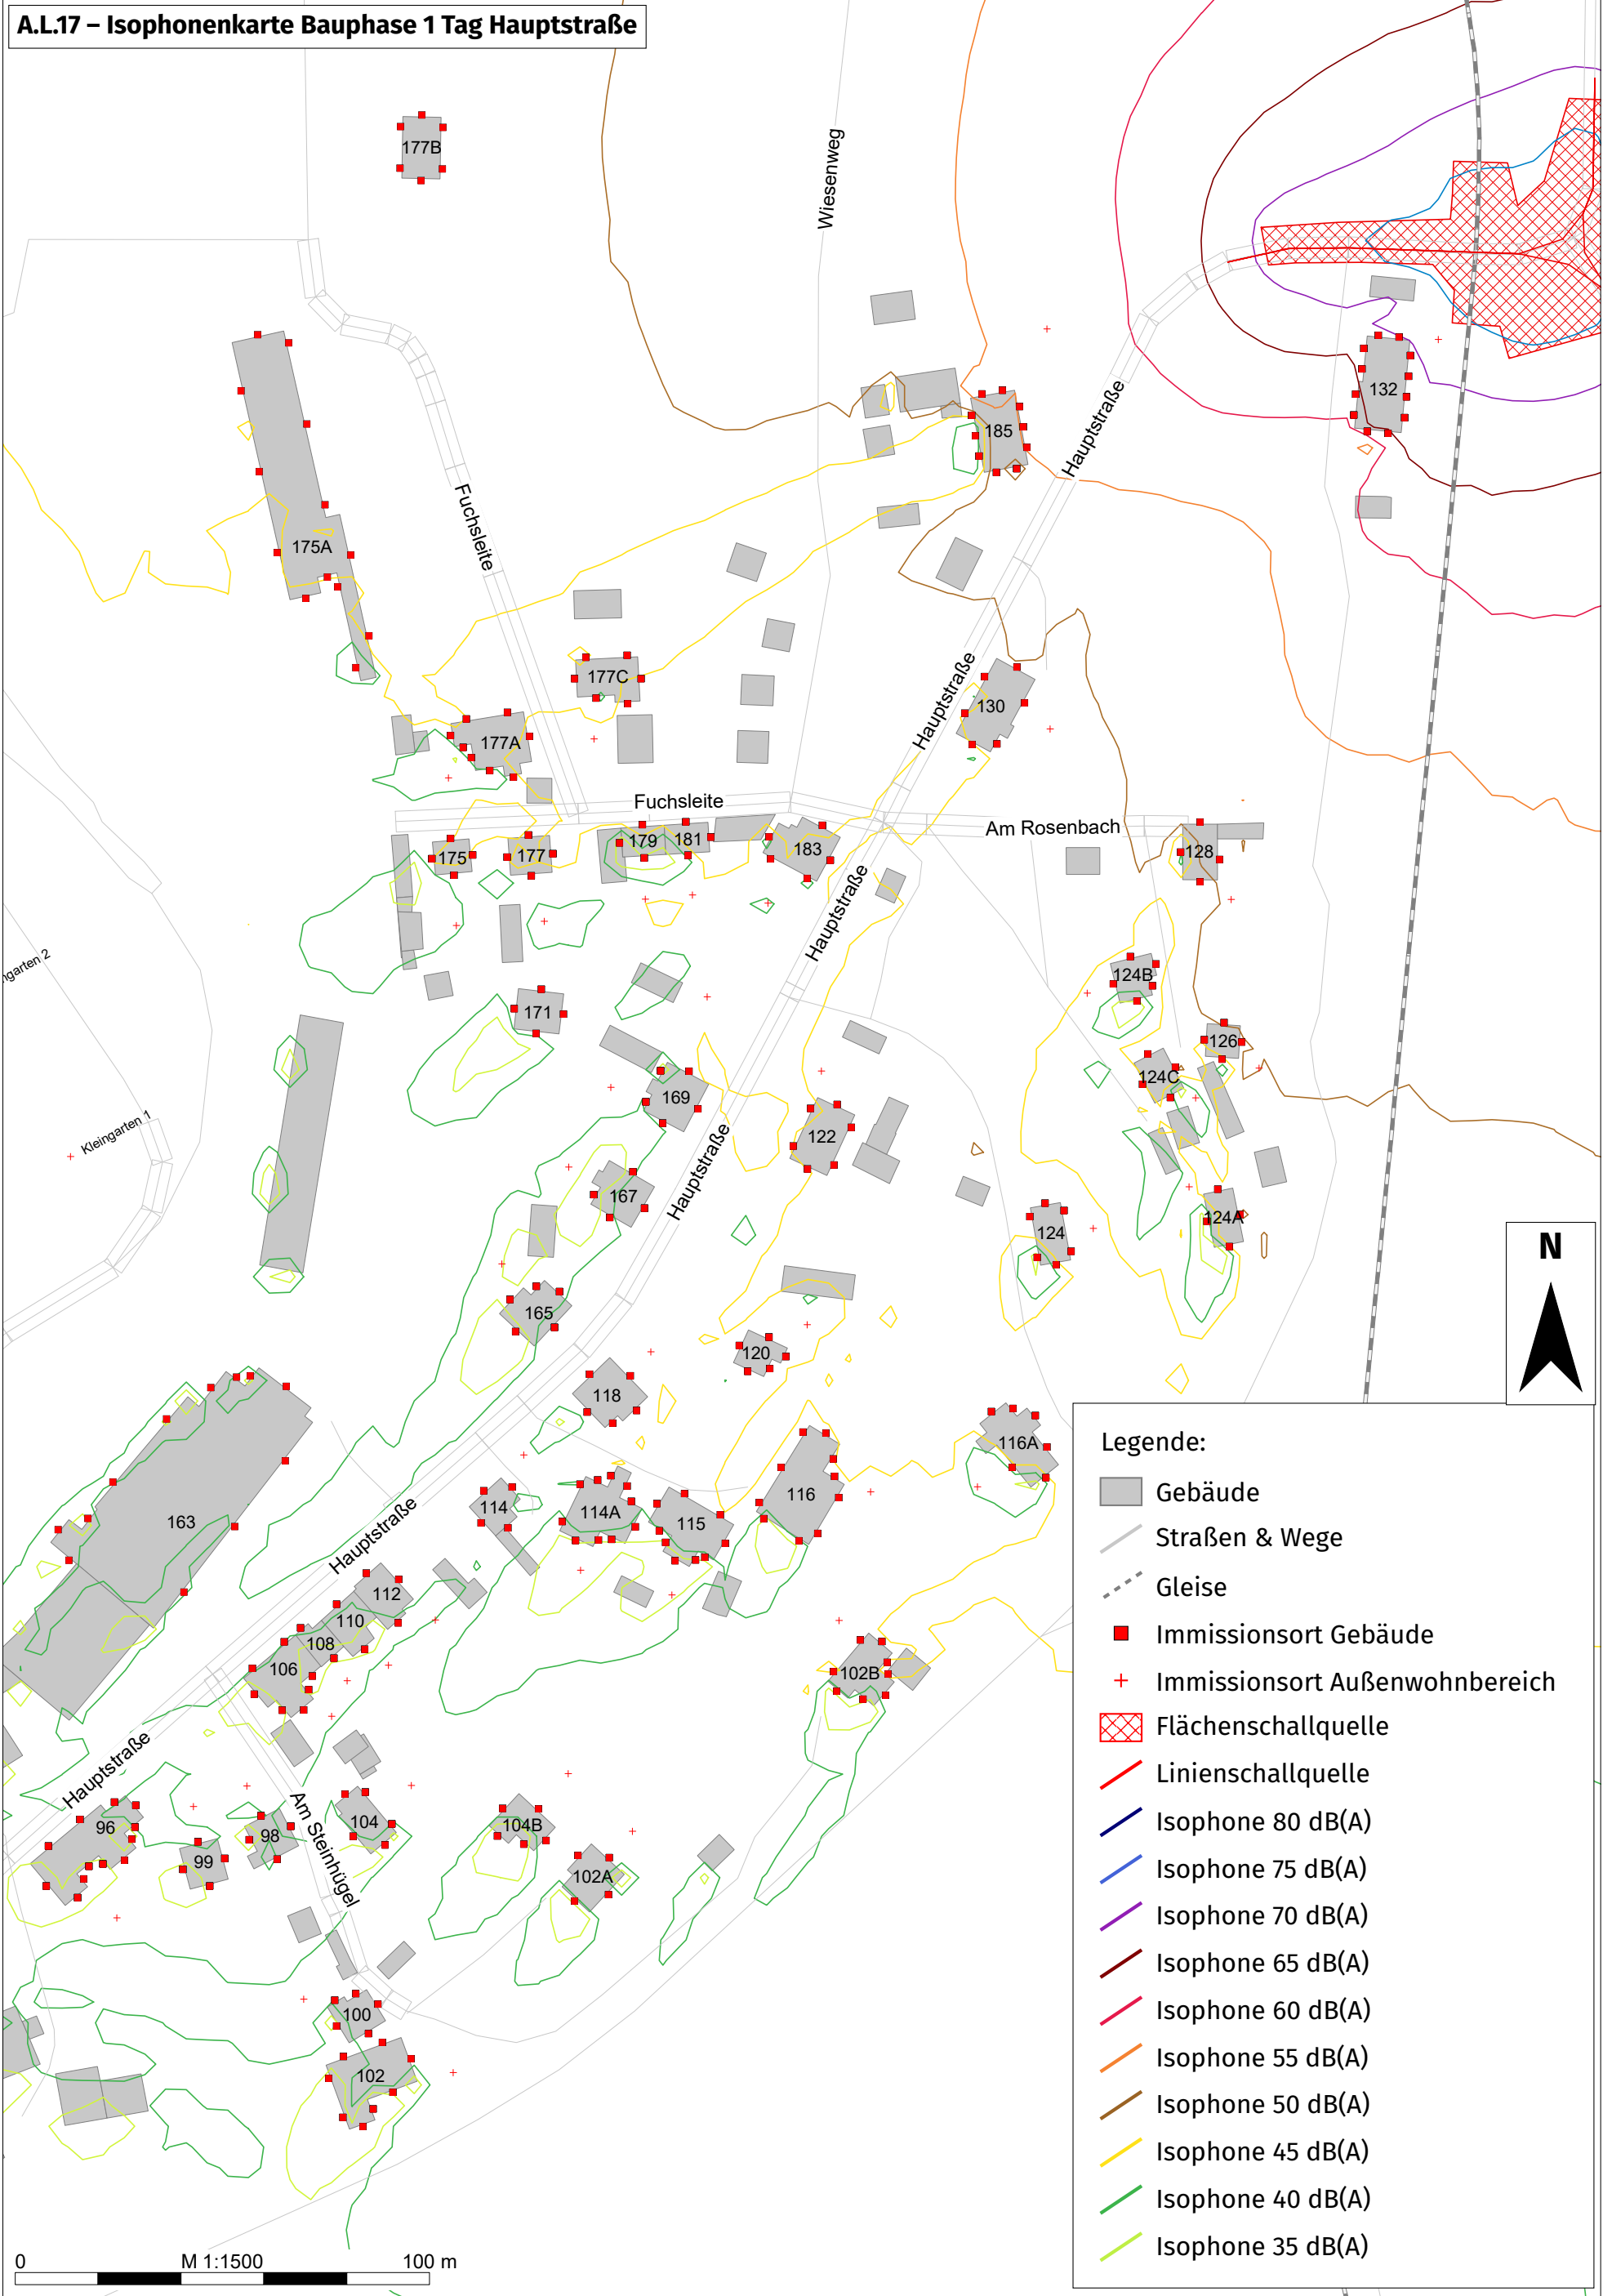 A.L.17 – Isophonenkarte Bauphase 1 Tag Hauptstraße
177B
Wiesenweg
132
185
Hauptstraße
Fuchsleite
175A
177C
130
Hauptstraße
177A
Fuchsleite
Am Rosenbach
175
177
179
181
183
128
Hauptstraße
ngarten 2
124B
171
126
124C
169
122
Kleingarten 1
Hauptstraße
167
124
124A
N
165
120
118
116A
163
114
114A
115
116
Hauptstraße
112
110
108
106
102B
Hauptstraße
96
98
99
Am Steinhügel
104
104B
102A
100
102
Legende:
Gebäude
Straßen & Wege
Gleise
Immissionsort Gebäude
Immissionsort Außenwohnbereich
Flächenschallquelle
Linienschallquelle
Isophone 80 dB(A)
Isophone 75 dB(A)
Isophone 70 dB(A)
Isophone 65 dB(A)
Isophone 60 dB(A)
Isophone 55 dB(A)
Isophone 50 dB(A)
Isophone 45 dB(A)
Isophone 40 dB(A)
Isophone 35 dB(A)
0 M 1:1500 100 m